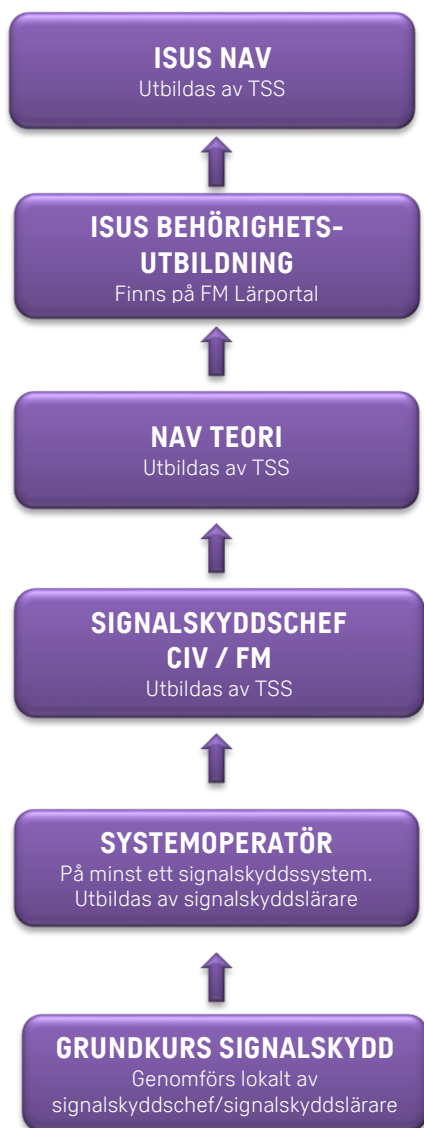 ISUS NAV
Utbildas av TSS
ISUS BEHÖRIGHETS-
UTBILDNING
Finns på FM Lärportal
NAV TEORI
Utbildas av TSS
SIGNALSKYDDSCHEF
CIV / FM
Utbildas av TSS
SYSTEMOPERATÖR
På minst ett signalskyddssystem.
Utbildas av signalskyddslärare
GRUNDKURS SIGNALSKYDD
Genomförs lokalt av
signalskyddschef/signalskyddslärare